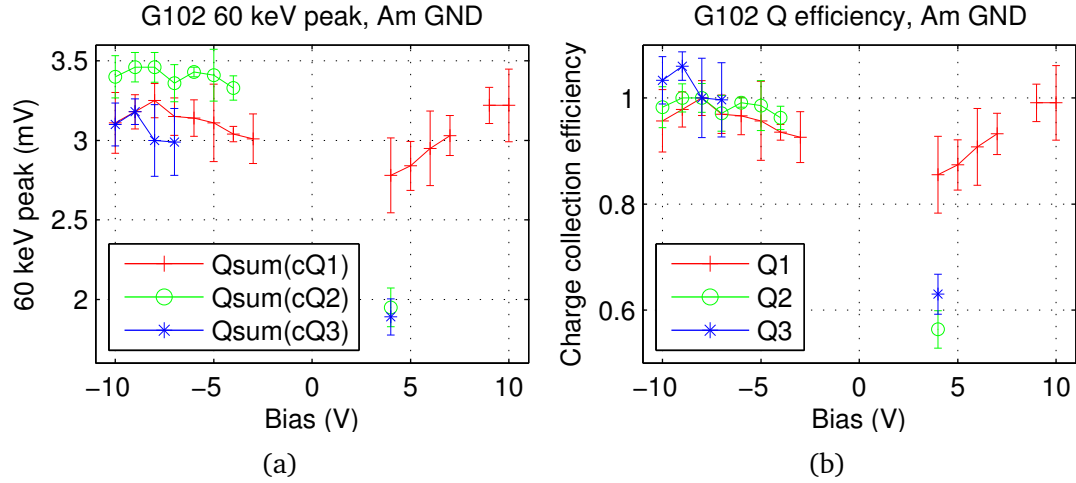 G102 60 keV peak, Am GND
60 keV peak (mV)
3.5
3
2.5
2
Qsum(cQ1)
Qsum(cQ2)
Qsum(cQ3)
−10 −5 0 5 10
Bias (V)
(a)
G102 Q efficiency, Am GND
Charge collection efficiency
1
0.8
0.6
Q1
Q2
Q3
−10 −5 0 5 10
Bias (V)
(b)